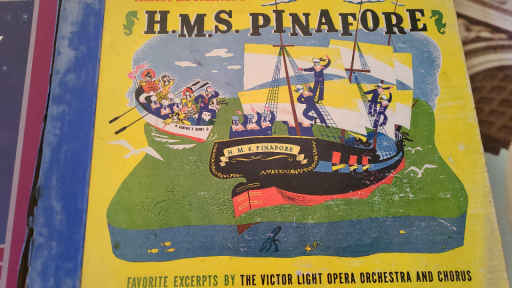 H.M.S. PINAFORE
H. M. S. PINAFORE
FAVORITE EXCERPTS BY THE VICTOR LIGHT OPERA ORCHESTRA AND CHORUS